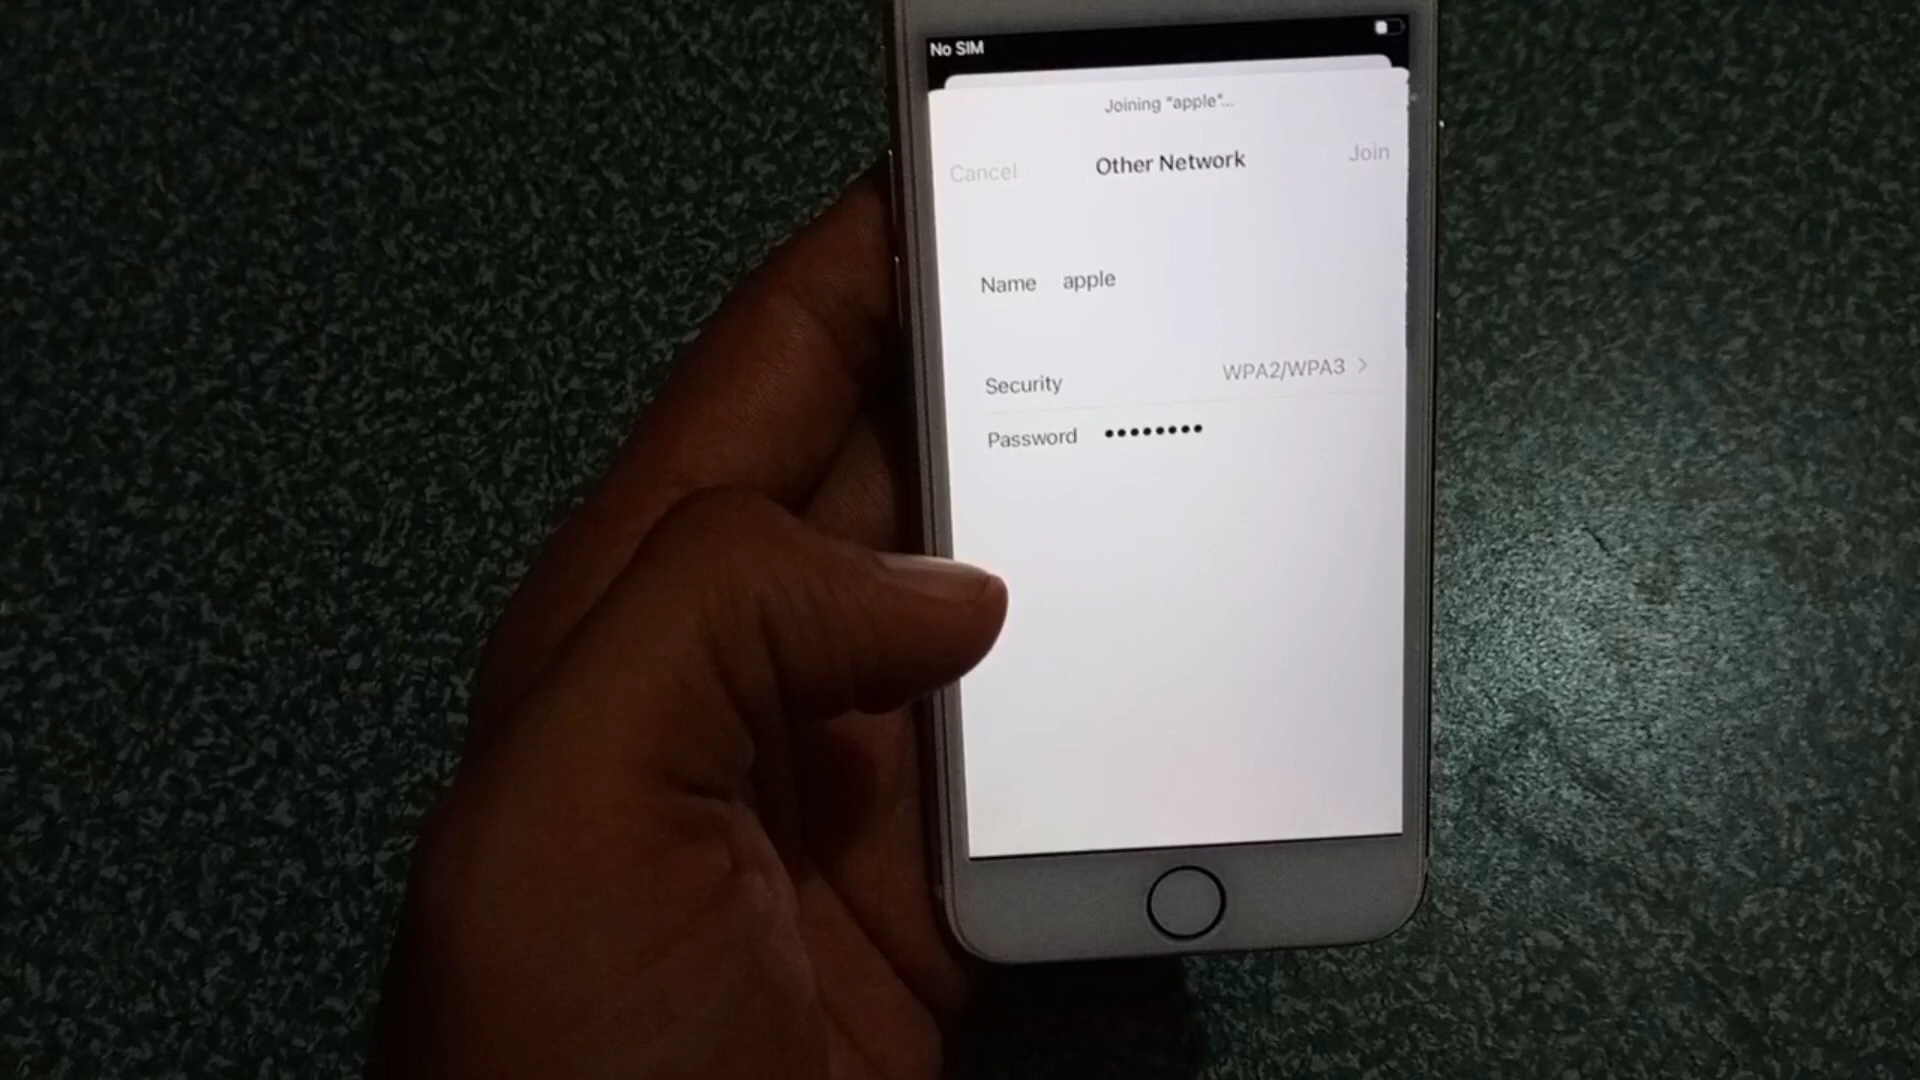 No SIM
Joining "apple"...
Cancel Other Network Join
Name apple
Security WPA2/WPA3 >
Password ••••••••